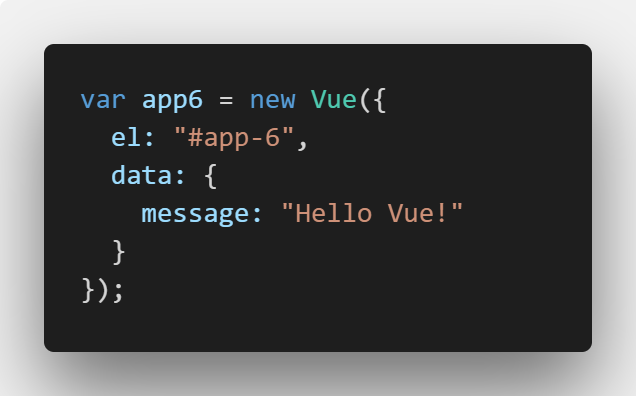 var app6 = new Vue({
  el: "#app-6",
  data: {
    message: "Hello Vue!"
  }
});